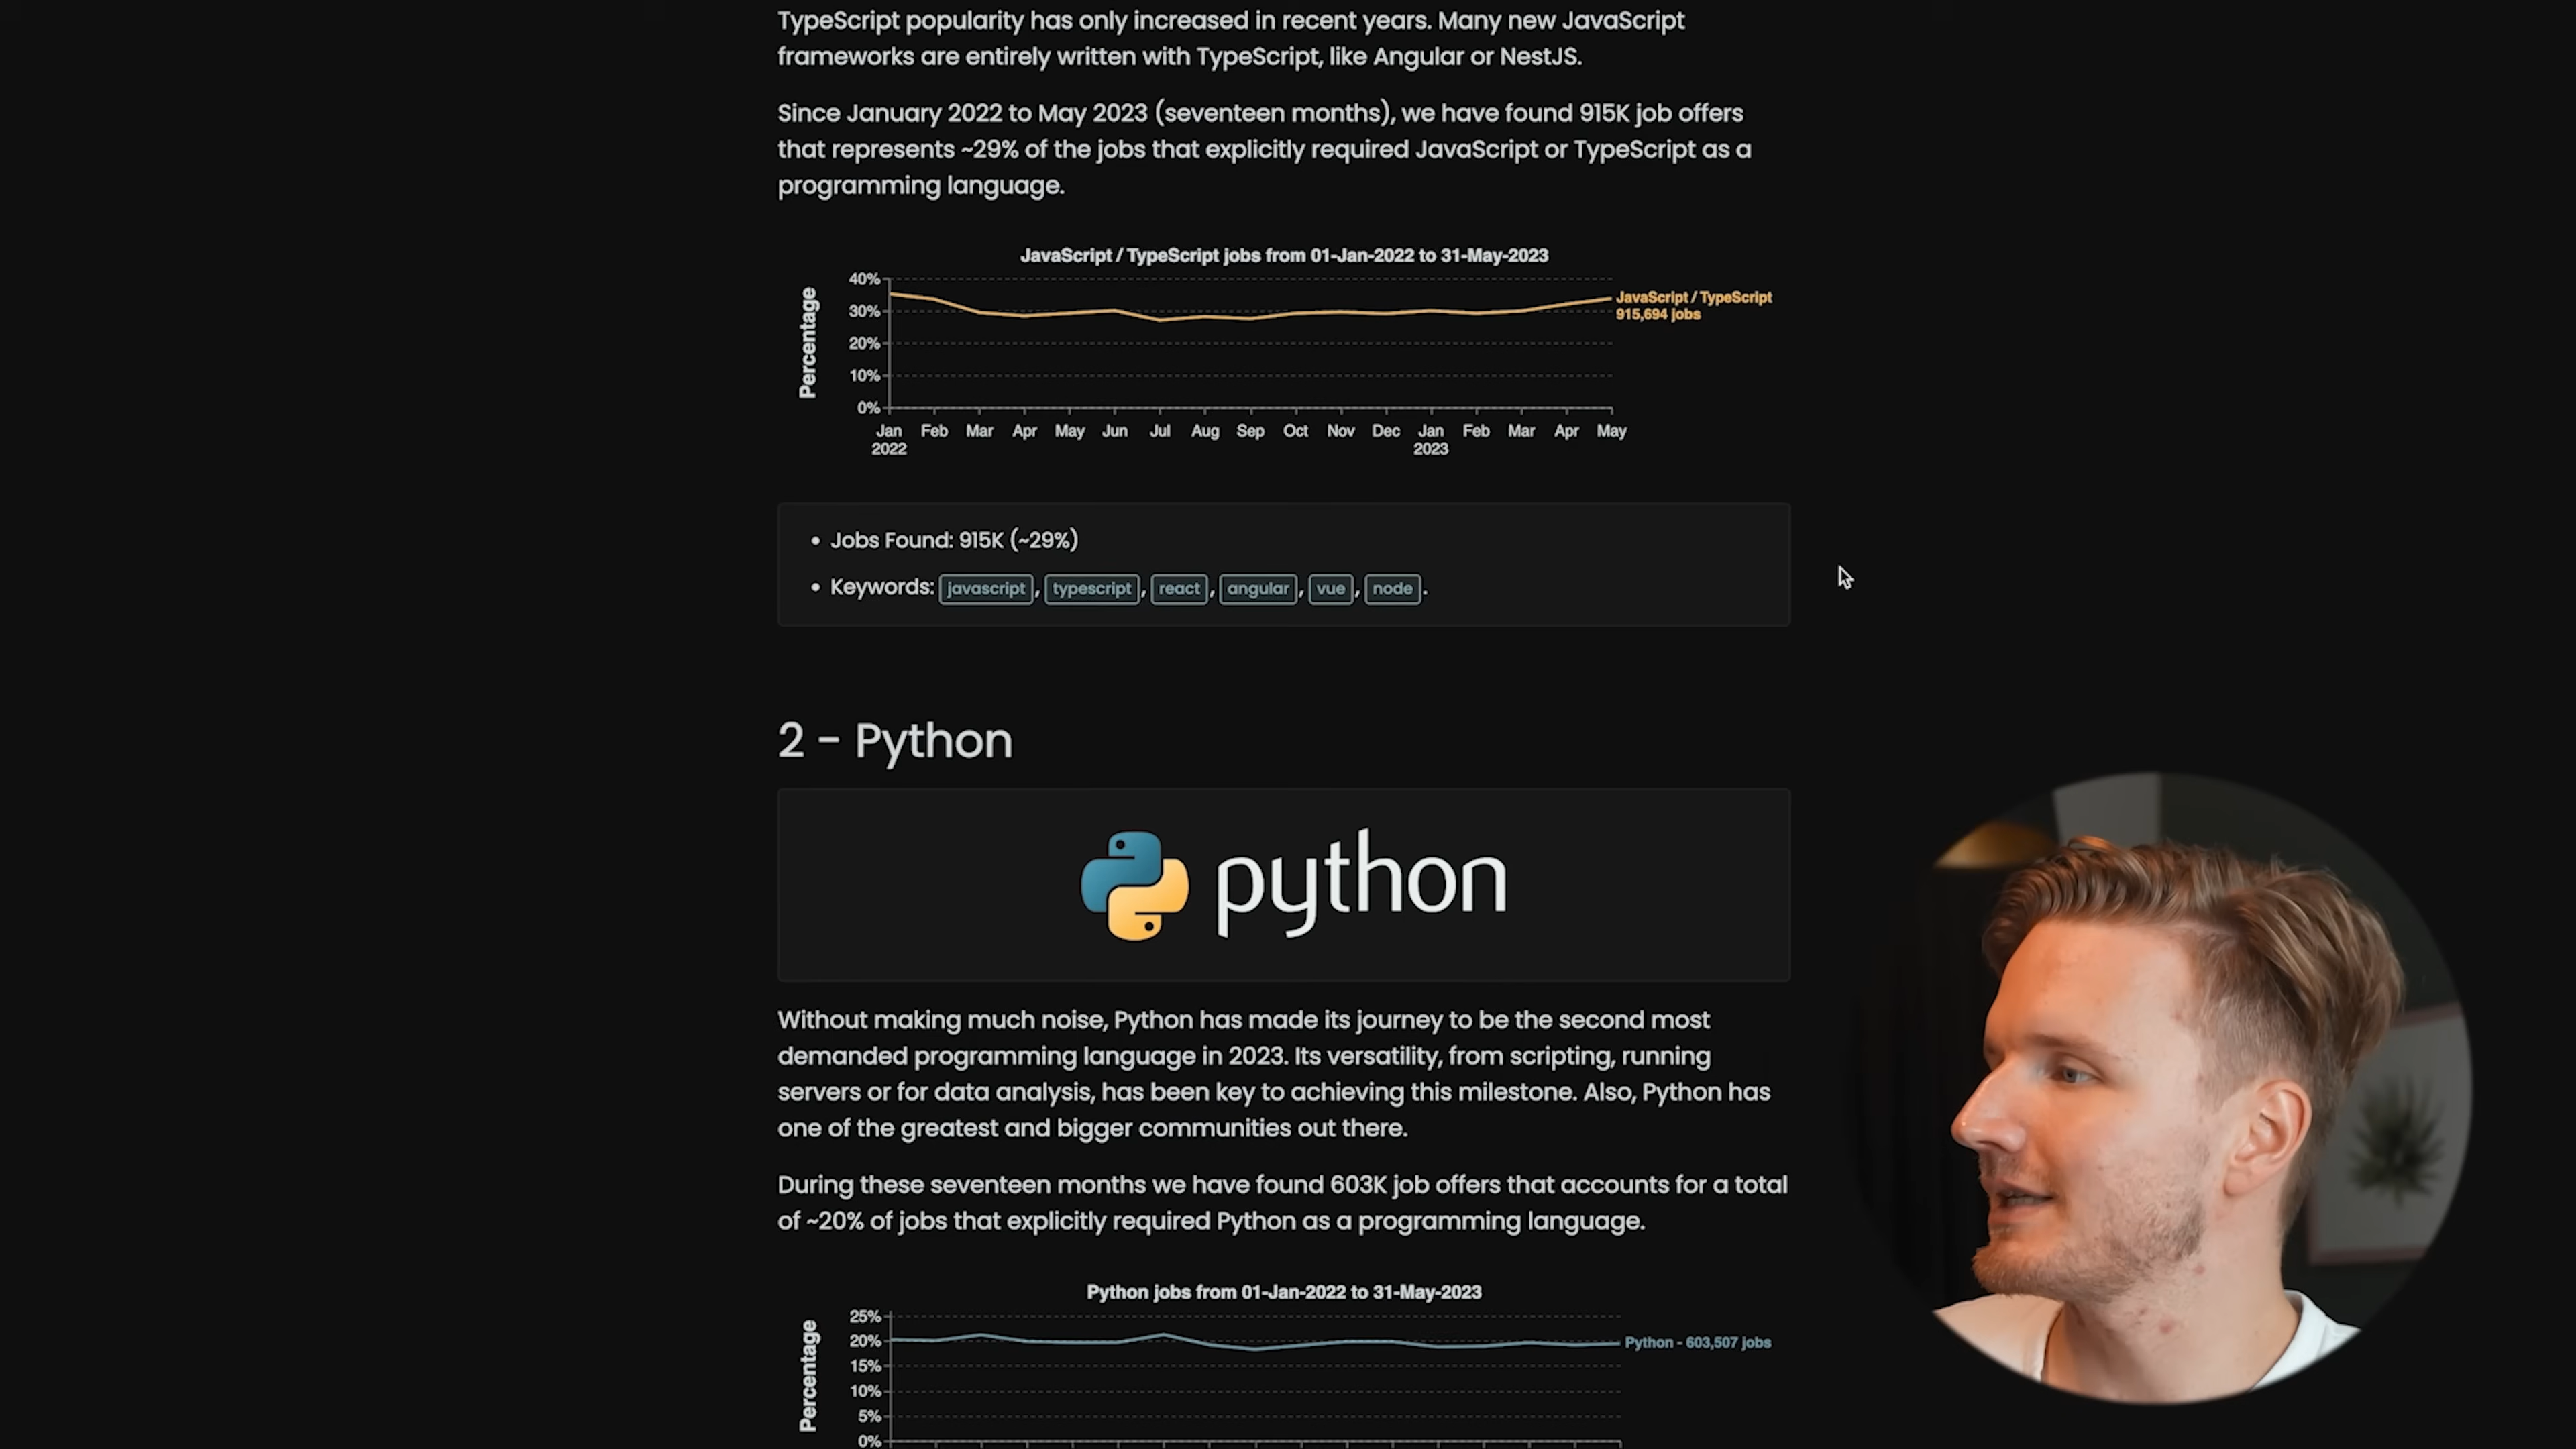 TypeScript popularity has only increased in recent years. Many new JavaScript
frameworks are entirely written with TypeScript, like Angular or NestJS.
Since January 2022 to May 2023 (seventeen months), we have found 915K job offers
that represents ~29% of the jobs that explicitly required JavaScript or TypeScript as a
programming language.
JavaScript / TypeScript jobs from 01-Jan-2022 to 31-May-2023
Percentage
40%
30%
20%
10%
0%
JavaScript / TypeScript
915,694 jobs
Jan Feb Mar Apr May Jun Jul Aug Sep Oct Nov Dec Jan Feb Mar Apr May
2022 2023
• Jobs Found: 915K (~29%)
• Keywords: javascript, typescript, react, angular, vue, node.
2 - Python
python
Without making much noise, Python has made its journey to be the second most
demanded programming language in 2023. Its versatility, from scripting, running
servers or for data analysis, has been key to achieving this milestone. Also, Python has
one of the greatest and bigger communities out there.
During these seventeen months we have found 603K job offers that accounts for a total
of ~20% of jobs that explicitly required Python as a programming language.
Python jobs from 01-Jan-2022 to 31-May-2023
Percentage
25%
20%
15%
10%
5%
0%
Python - 603,507 jobs